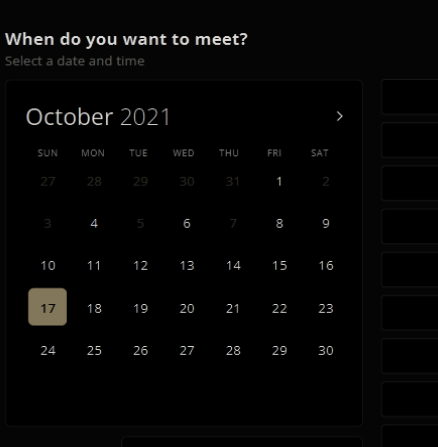 When do you want to meet?
Select a date and time
October 2021
SUN MON TUE WED THU FRI SAT
27 28 29 30 31 1 2
3 4 5 6 7 8 9
10 11 12 13 14 15 16
17 18 19 20 21 22 23
24 25 26 27 28 29 30